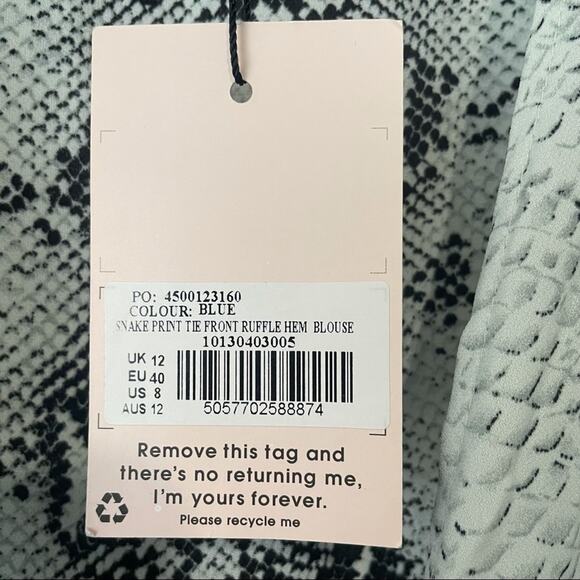 PO: 4500123160
COLOUR: BLUE
SNAKE PRINT TIE FRONT RUFFLE HEM BLOUSE
10130403005
UK 12
EU 40
US 8
AUS 12
5057702588874
Remove this tag and
there's no returning me,
I'm yours forever.
Please recycle me